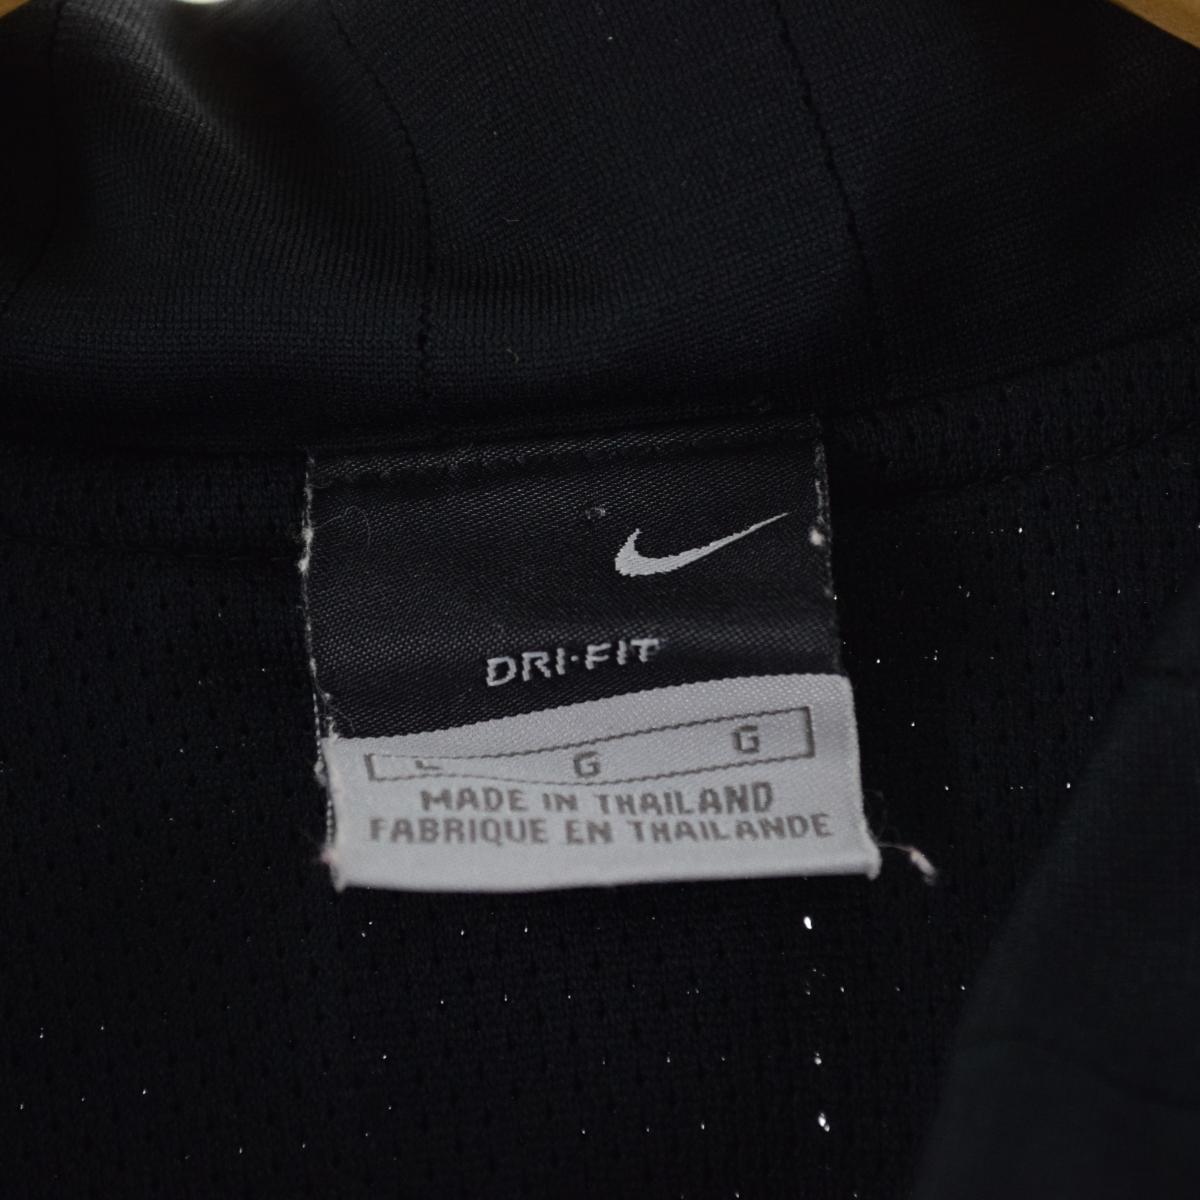 DRI·FIT
L G G
MADE IN THAILAND
FABRIQUE EN THAILANDE